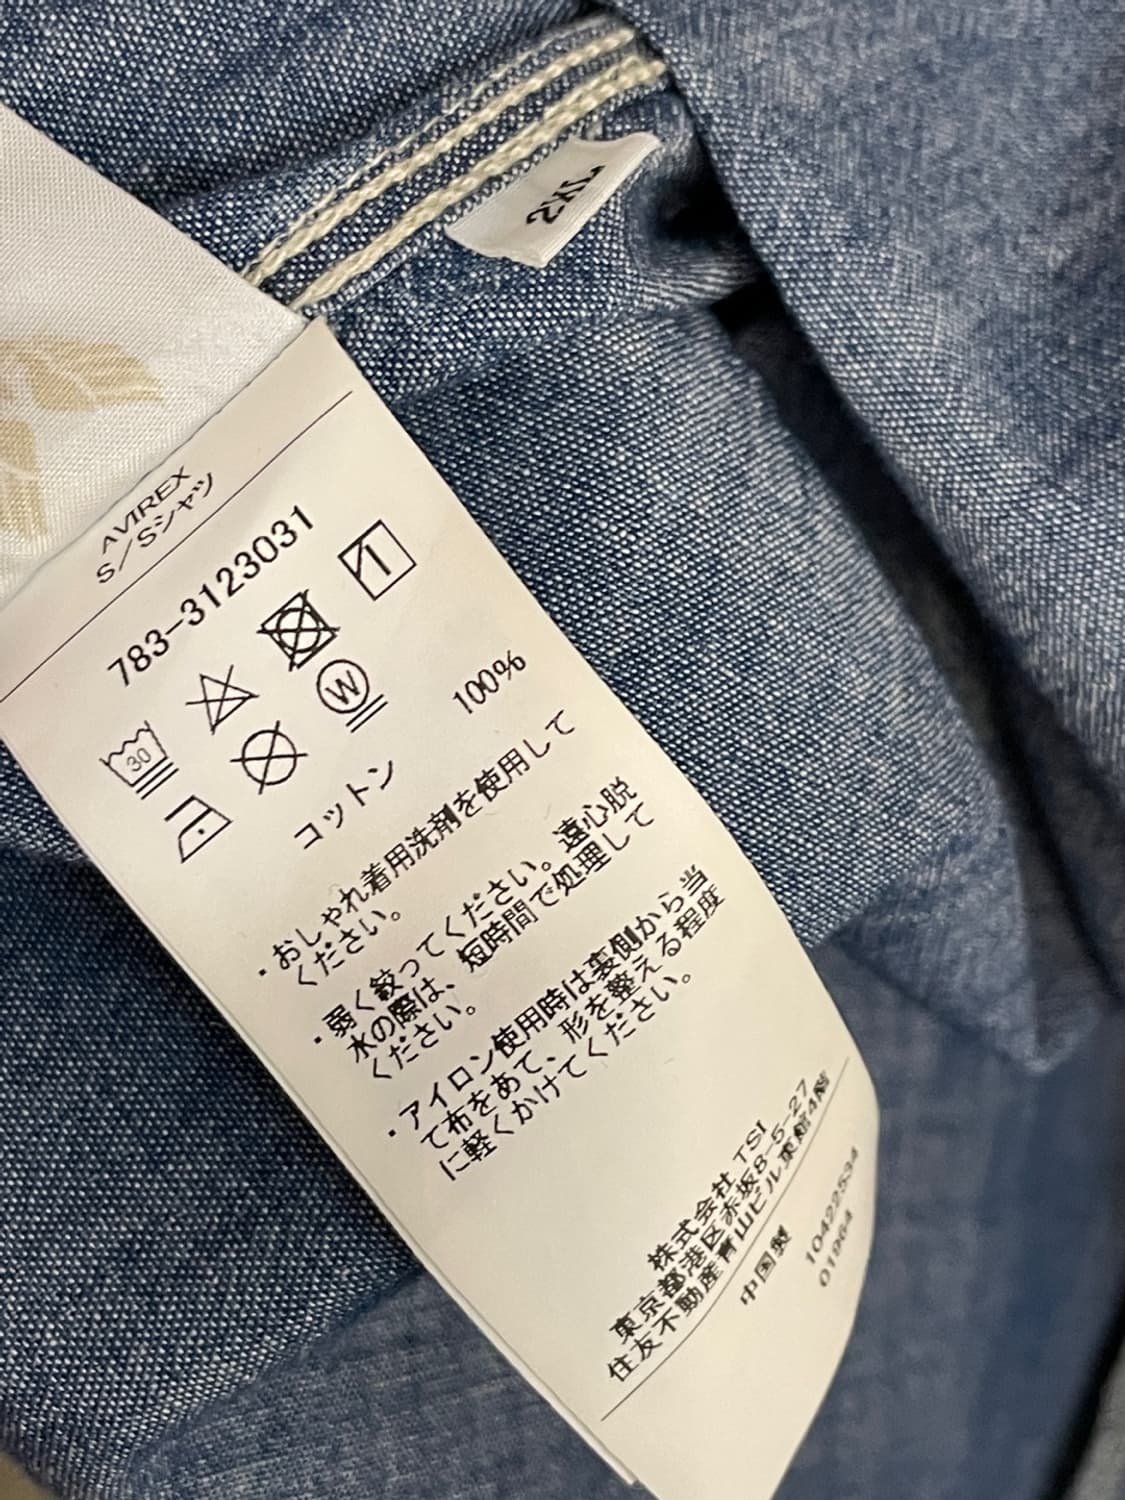 2XL
AVIREX
S/Sシャツ
783-3123031
30
W
コットン 100%
・おしゃれ着用洗剤を使用して
ください。
・弱く絞ってください。遠心脱
水の際は、短時間で処理して
ください。
・アイロン使用時は裏側から当
て布をあて、形を整える程度
に軽くかけてください。
株式会社 TSI
東京都港区赤坂8-5-27
住友不動産青山ビル東館4階
中国製
10422534
01964